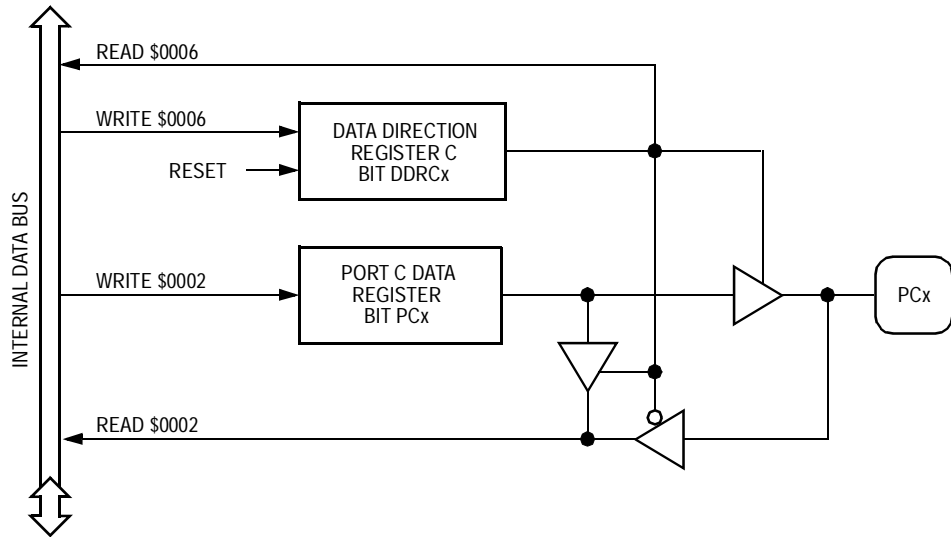 READ $0006
WRITE $0006
DATA DIRECTION
REGISTER C
BIT DDRCx
RESET
INTERNAL DATA BUS
WRITE $0002
PORT C DATA
REGISTER
BIT PCx
PCx
READ $0002